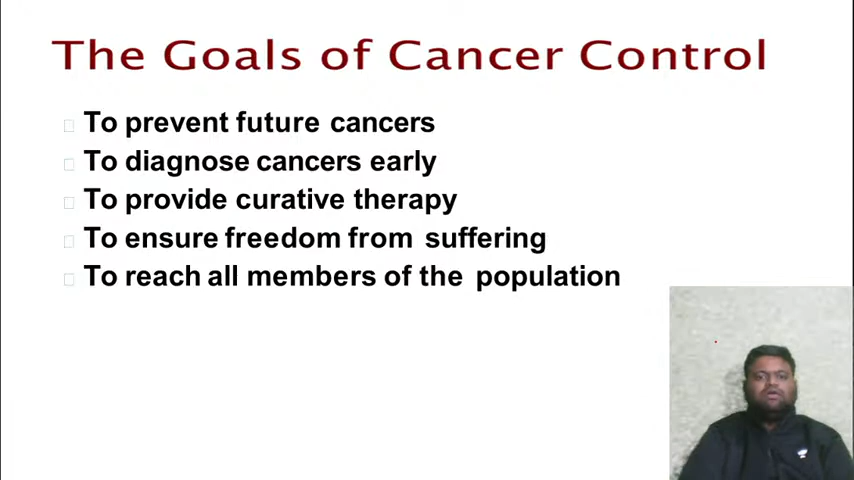 The Goals of Cancer Control
To prevent future cancers
To diagnose cancers early
To provide curative therapy
To ensure freedom from suffering
To reach all members of the population